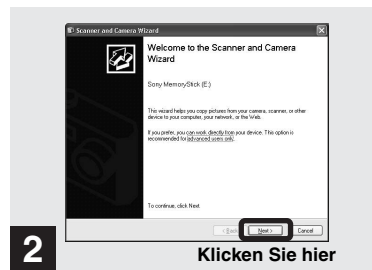 Scanner and Camera Wizard
Welcome to the Scanner and Camera
Wizard
Sony MemoryStick (E:)
This wizard helps you copy pictures from your camera, scanner, or other
device to your computer, your network, or the Web.
If you prefer, you can work directly from your device. This option is
recommended for advanced users only.
To continue, click Next.
< Back
Next >
Cancel
2
Klicken Sie hier